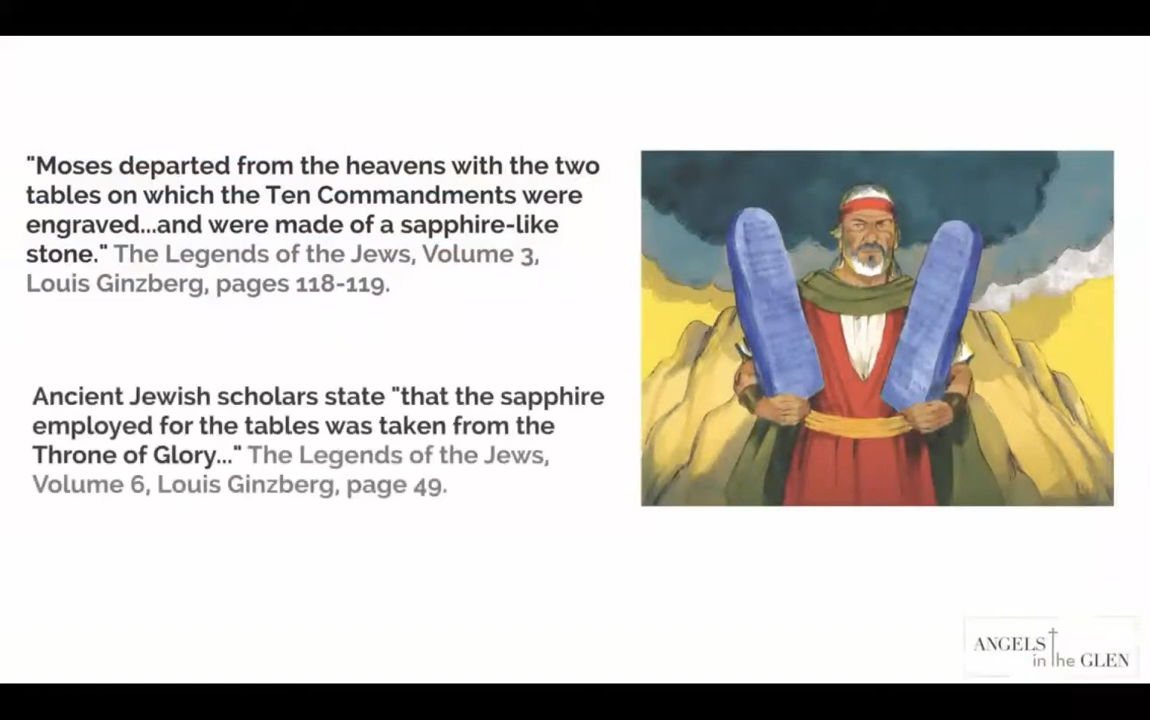 "Moses departed from the heavens with the two
tables on which the Ten Commandments were
engraved...and were made of a sapphire-like
stone." The Legends of the Jews, Volume 3,
Louis Ginzberg, pages 118-119.
Ancient Jewish scholars state "that the sapphire
employed for the tables was taken from the
Throne of Glory..." The Legends of the Jews,
Volume 6, Louis Ginzberg, page 49.
ANGELS
in the GLEN